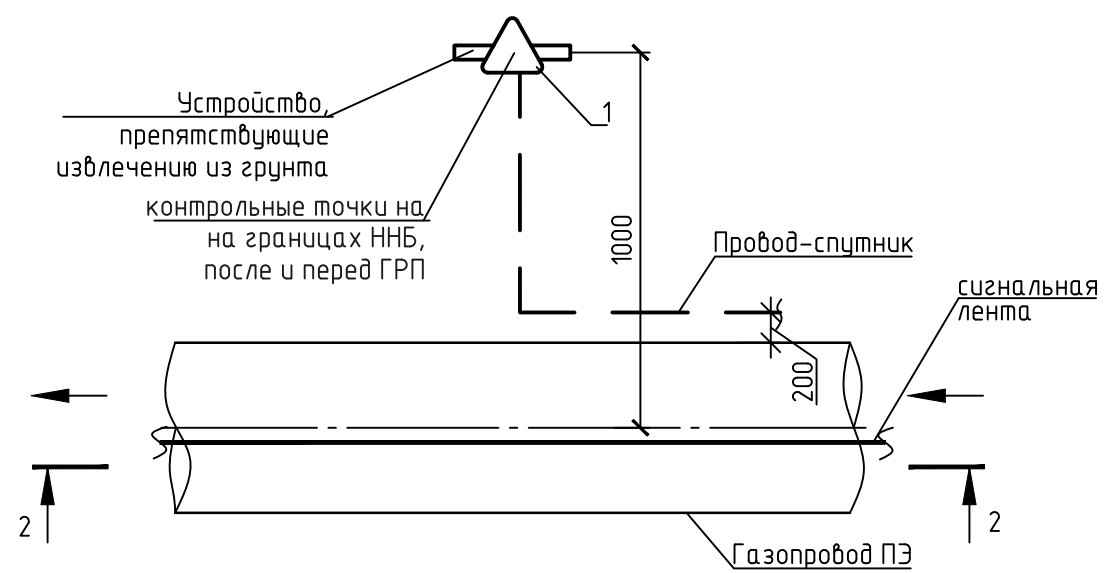 Устройство,
препятствующие
извлечению из грунта
1
контрольные точки на
на границах ННБ,
после и перед ГРП
1000
Провод-спутник
сигнальная
лента
200
2
2
Газопровод ПЭ